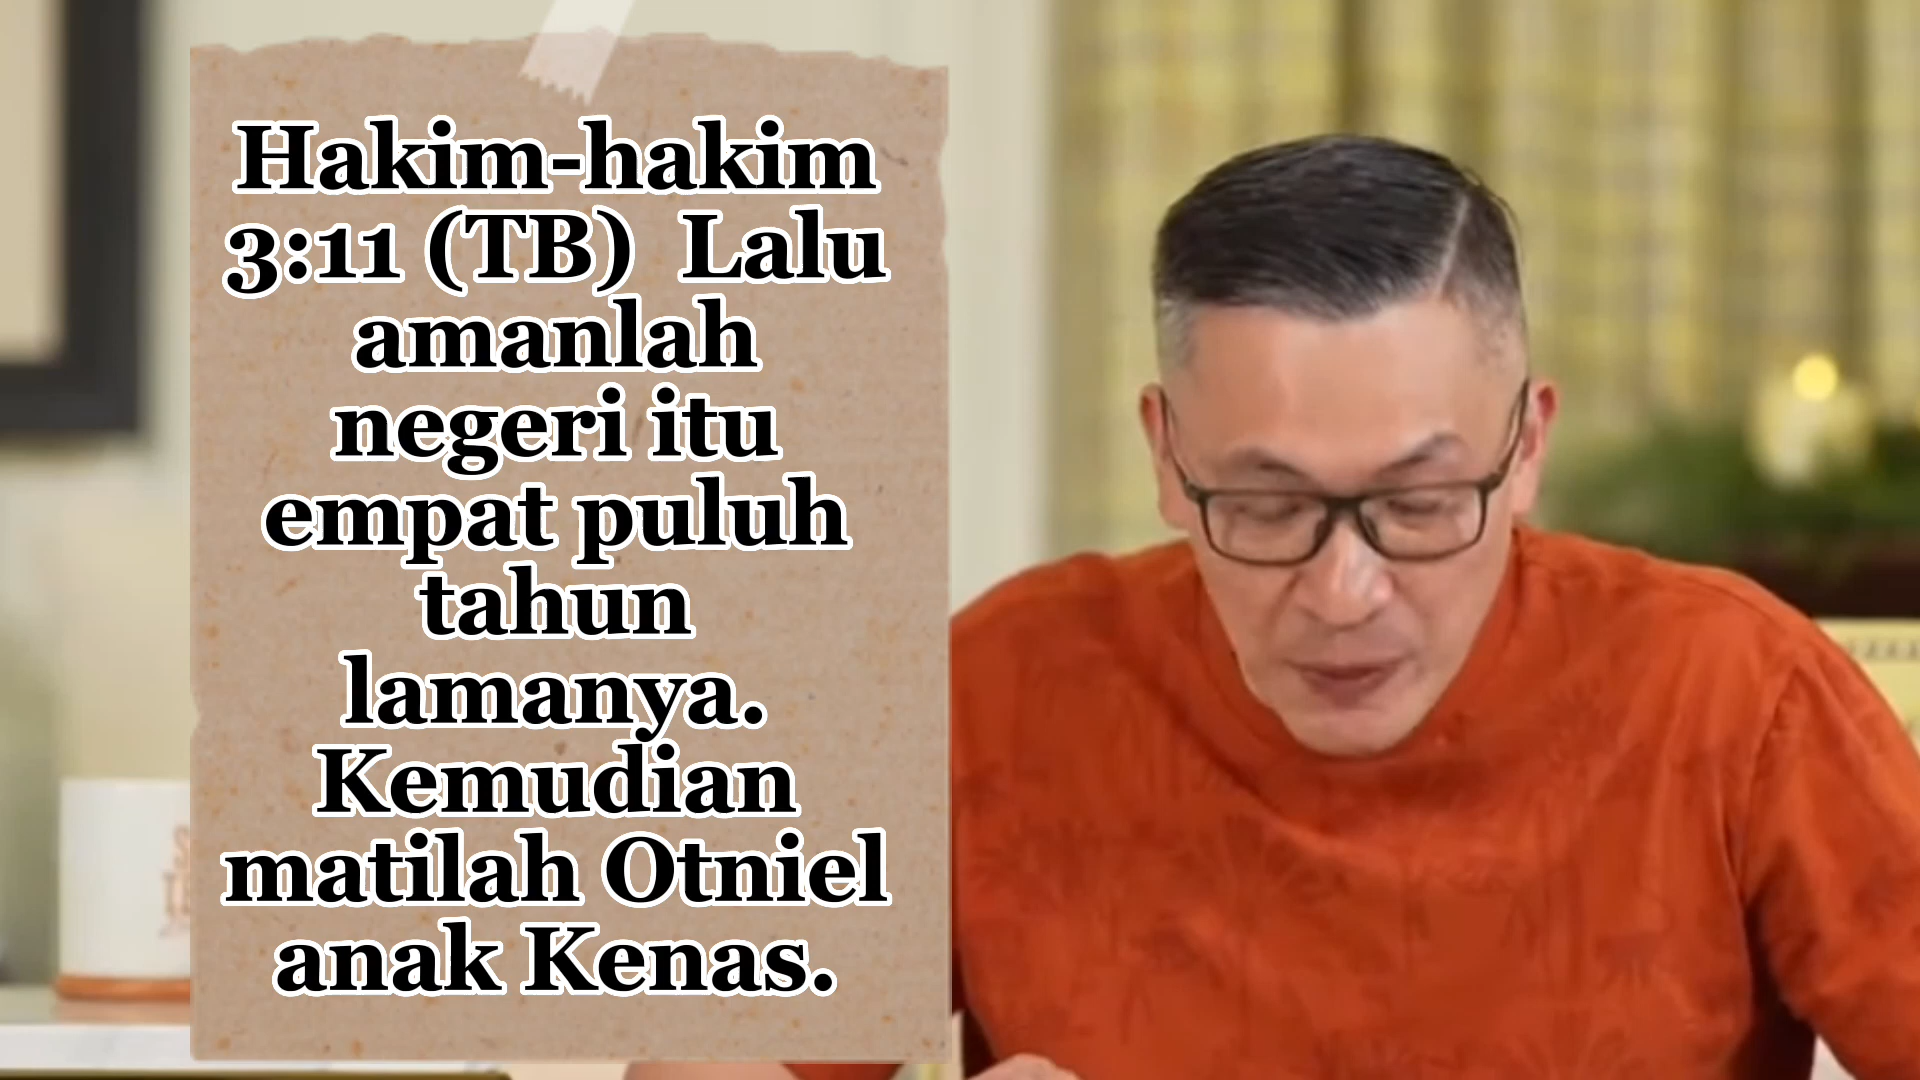 Hakim-hakim
3:11 (TB)  Lalu
amanlah
negeri itu
empat puluh
tahun
lamanya.
Kemudian
matilah Otniel
anak Kenas.